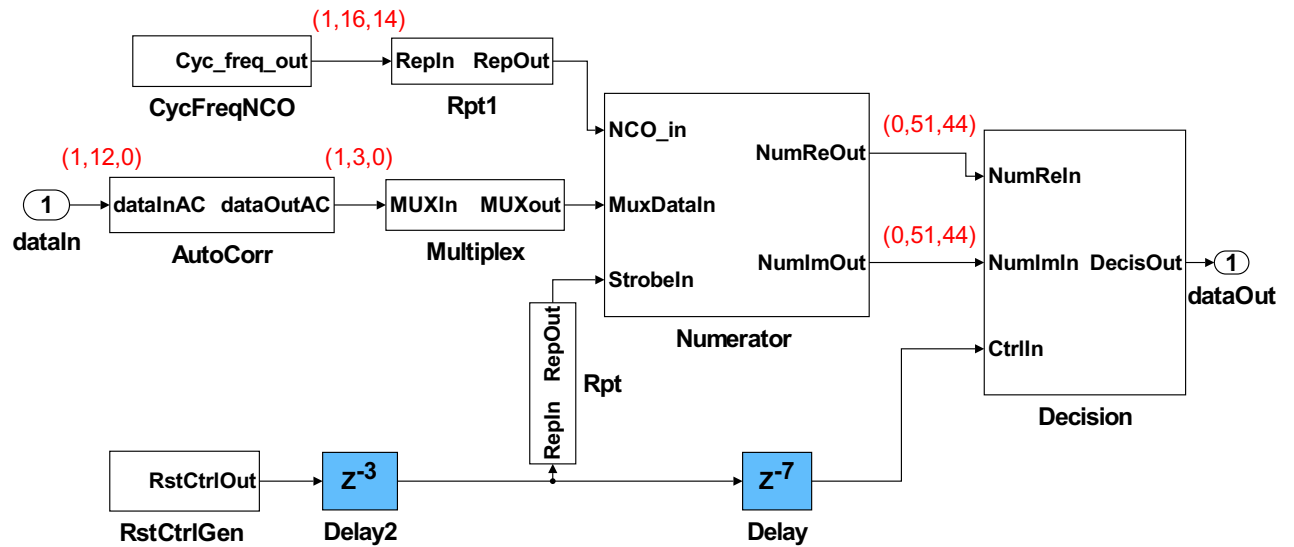 (1,16,14)
Cyc_freq_out
CycFreqNCO
RepIn RepOut
Rpt1
(1,12,0)
(1,3,0)
1
dataIn
dataInAC dataOutAC
AutoCorr
MUXIn MUXout
Multiplex
NCO_in
MuxDataIn
StrobeIn
NumReOut
NumImOut
Numerator
(0,51,44)
(0,51,44)
NumReIn
NumImIn DecisOut
CtrlIn
Decision
1
dataOut
RepIn RepOut
Rpt
RstCtrlOut
RstCtrlGen
Z-3
Delay2
Z-7
Delay